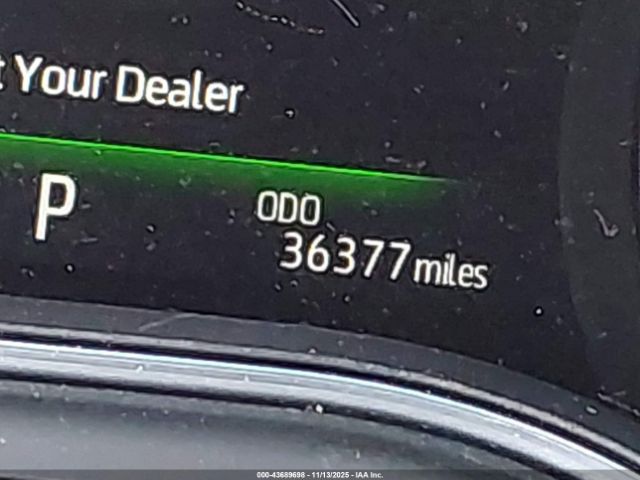 Your Dealer
P
ODO
36377 miles
000-43689698 - 11/13/2025 - IAA Inc.